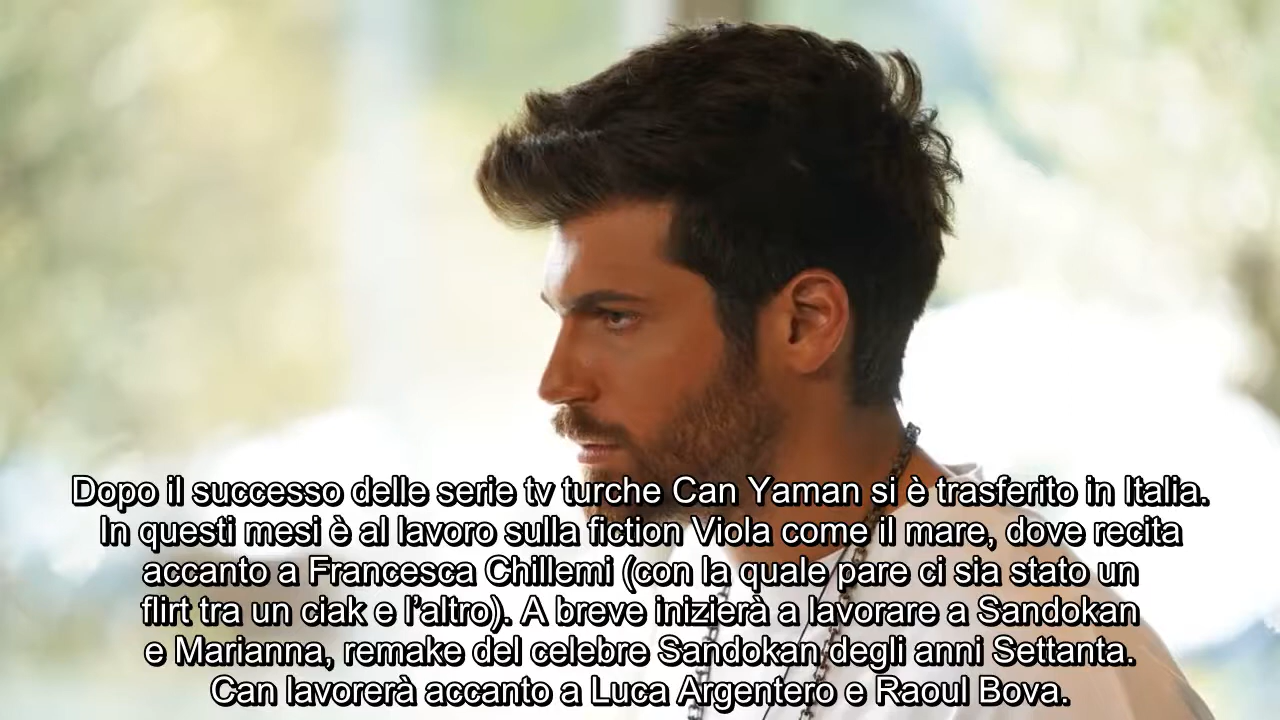 Dopo il successo delle serie tv turche Can Yaman si è trasferito in Italia.
In questi mesi è al lavoro sulla fiction Viola come il mare, dove recita
accanto a Francesca Chillemi (con la quale pare ci sia stato un
flirt tra un ciak e l'altro). A breve inizierà a lavorare a Sandokan
e Marianna, remake del celebre Sandokan degli anni Settanta.
Can lavorerà accanto a Luca Argentero e Raoul Bova.